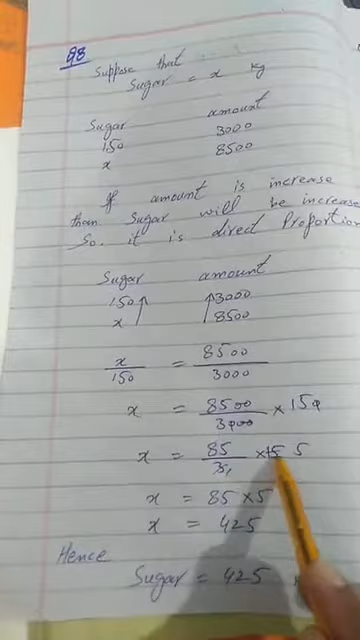 Q8
Suppose that
Sugar = x kg
Sugar amount
150 3000
x 8500
If amount is increase
than Sugar will be increase
So. it is direct Proportion
Sugar amount
150↑ ↑3000
x 8500
x/150 = 8500/3000
x = 8500/3000 × 150
x = 85/3 × 15 5
x = 85 × 5
x = 425
Hence
Sugar = 425